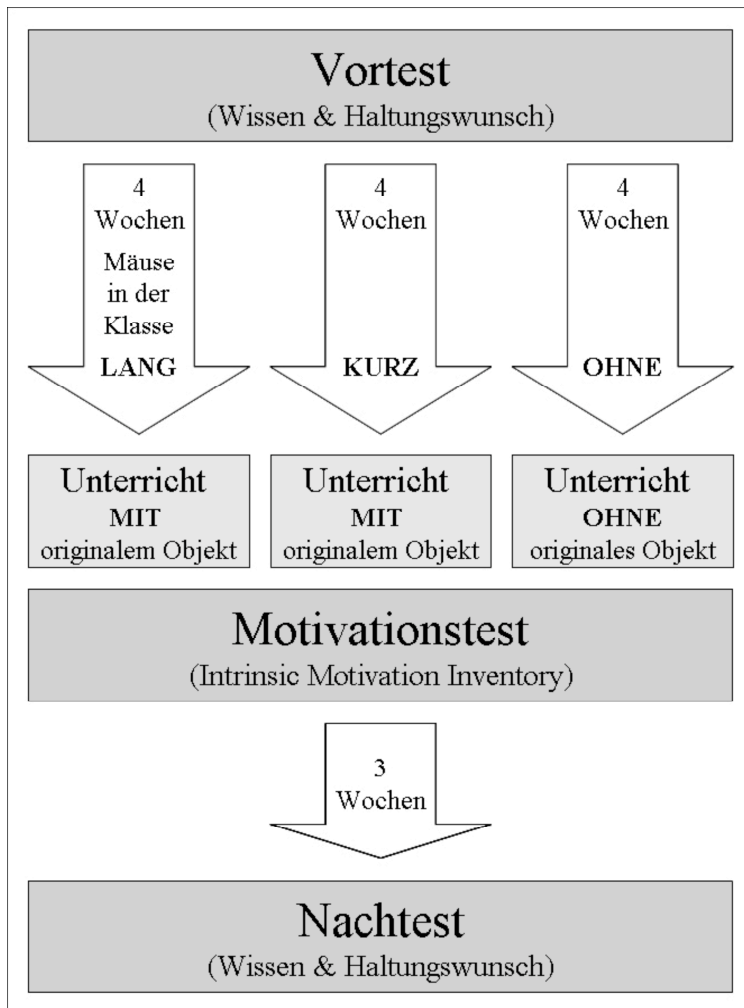 Vortest
(Wissen & Haltungswunsch)
4
Wochen
Mäuse
in der
Klasse
LANG
4
Wochen
KURZ
4
Wochen
OHNE
Unterricht
MIT
originalem Objekt
Unterricht
MIT
originalem Objekt
Unterricht
OHNE
originales Objekt
Motivationstest
(Intrinsic Motivation Inventory)
3
Wochen
Nachtest
(Wissen & Haltungswunsch)